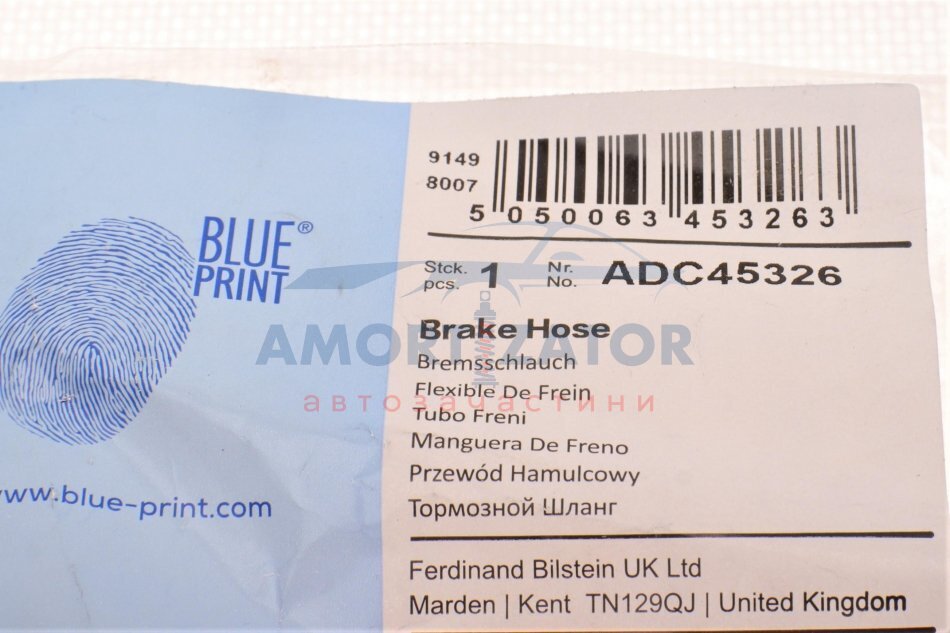 BLUE®
PRINT
www.blue-print.com
9149
8007
5 050063 453263
Stck.
pcs. 1 Nr.
No. ADC45326
Brake Hose
Bremsschlauch
Flexible De Frein
Tubo Freni
Manguera De Freno
Przewód Hamulcowy
Тормозной Шланг
Ferdinand Bilstein UK Ltd
Marden | Kent TN129QJ | United Kingdom
AMORTIZATOR
автозапчастини